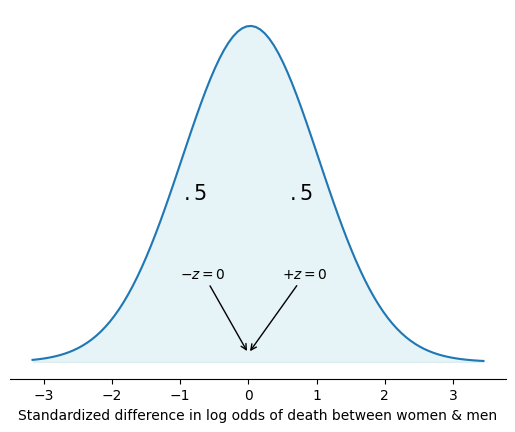 .5 .5
−z = 0 +z = 0
−3 −2 −1 0 1 2 3
Standardized difference in log odds of death between women & men